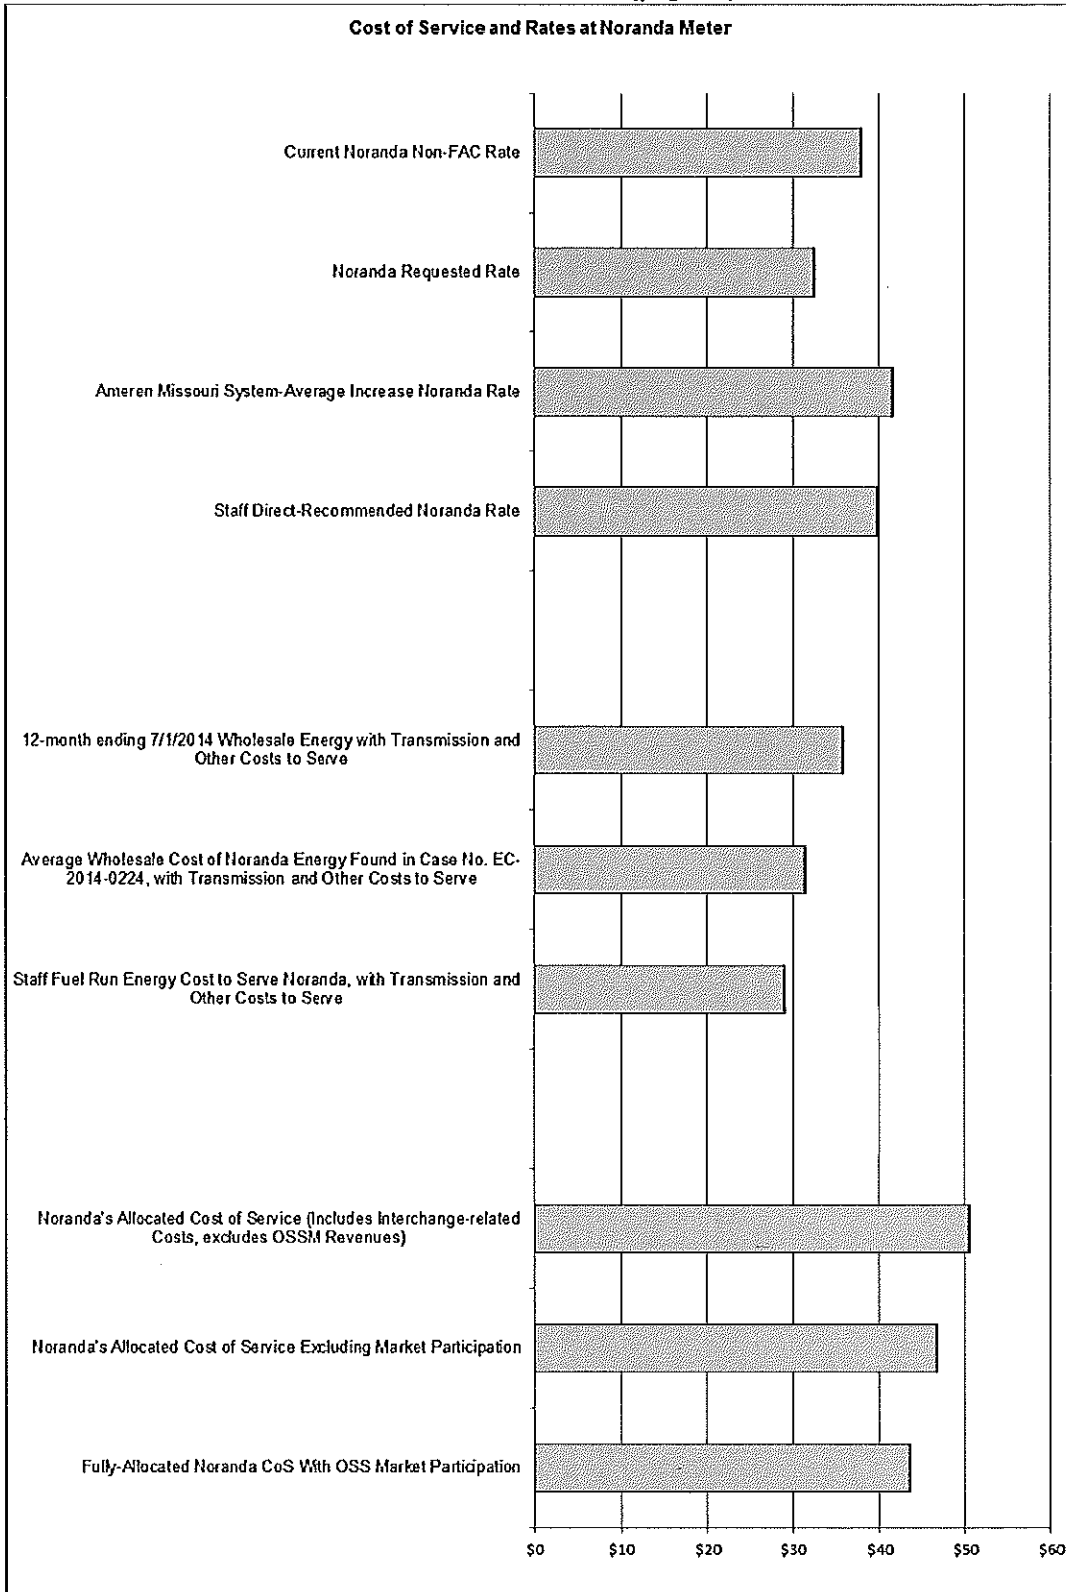 Cost of Service and Rates at Noranda Meter
Current Noranda Non-FAC Rate
Noranda Requested Rate
Ameren Missouri System-Average Increase Noranda Rate
Staff Direct-Recommended Noranda Rate
12-month ending 7/1/2014 Wholesale Energy with Transmission and
Other Costs to Serve
Average Wholesale Cost of Noranda Energy Found in Case No. EC-
2014-0224, with Transmission and Other Costs to Serve
Staff Fuel Run Energy Cost to Serve Noranda, with Transmission and
Other Costs to Serve
Noranda's Allocated Cost of Service (Includes Interchange-related
Costs, excludes OSSM Revenues)
Noranda's Allocated Cost of Service Excluding Market Participation
Fully-Allocated Noranda CoS With OSS Market Participation
$0 $10 $20 $30 $40 $50 $60